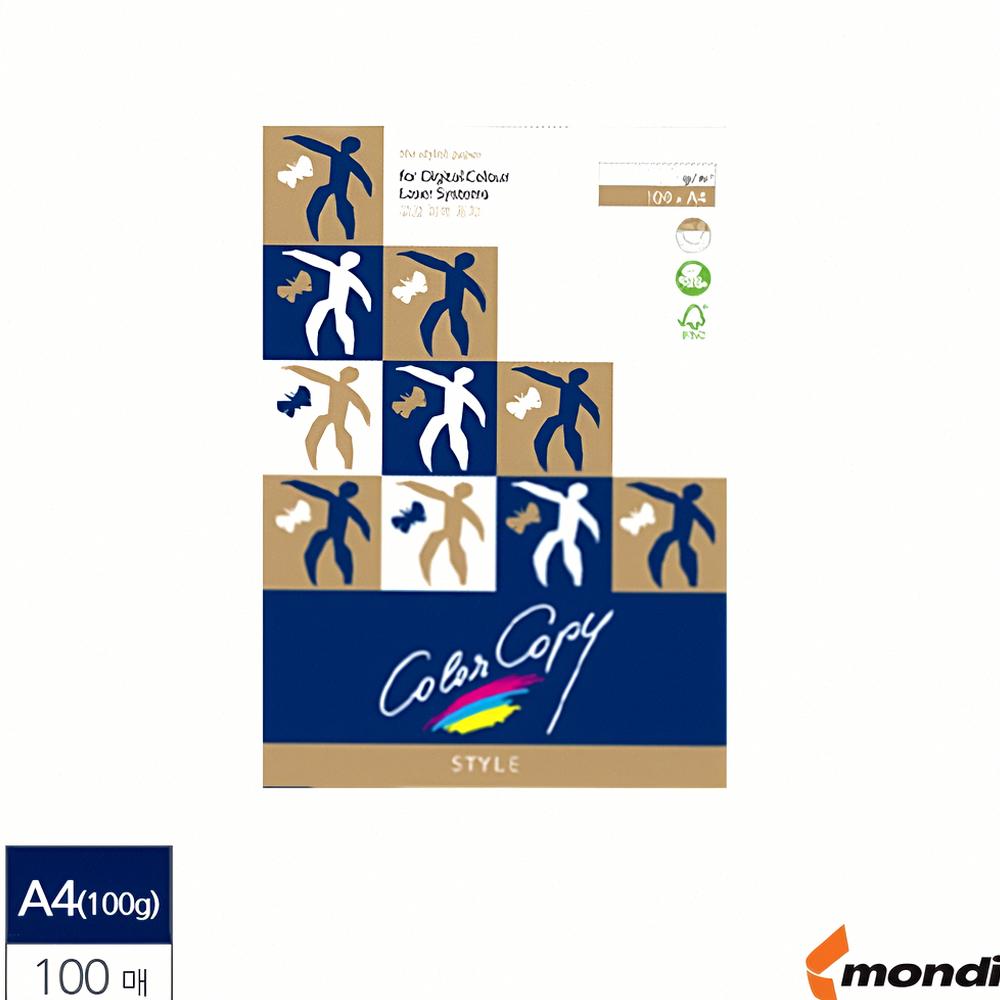 for Digital Colour
Laser Systems
100 x A4
Color Copy
STYLE
A4(100g)
100 매
mondi